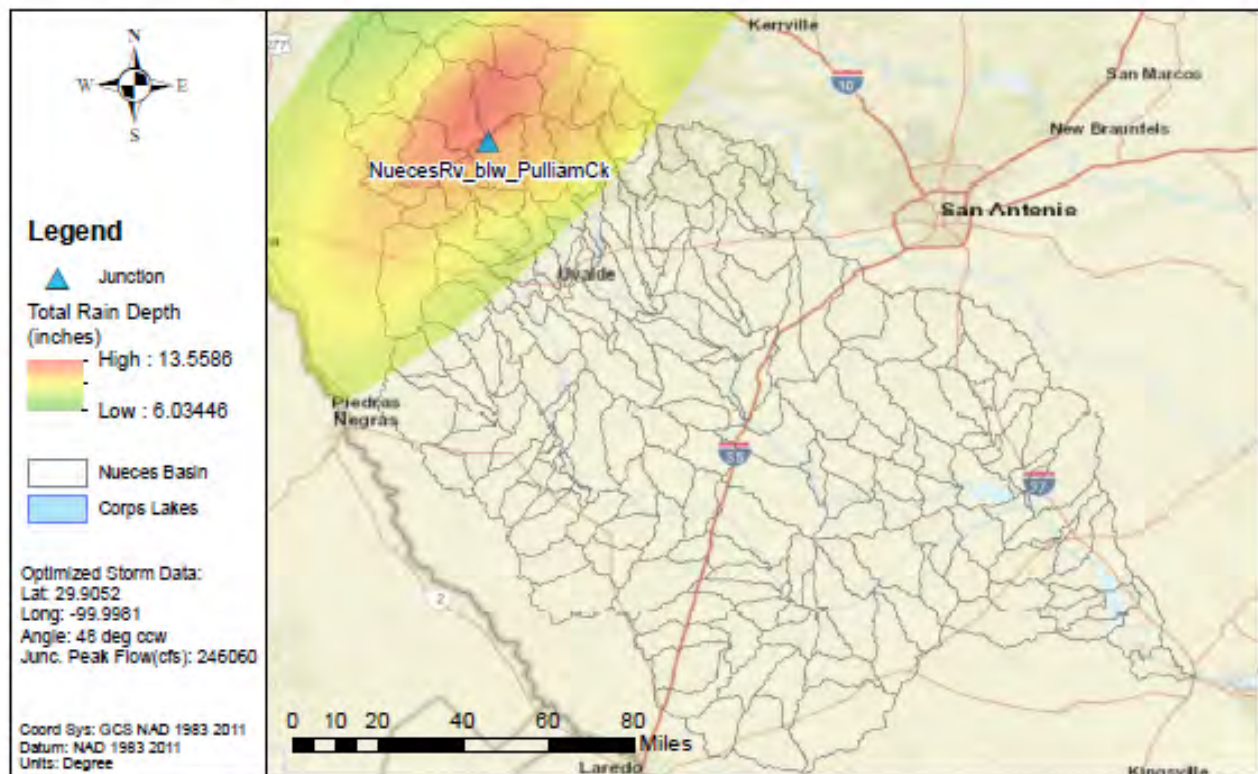 N
W
E
S
Legend
Junction
Total Rain Depth
(inches)
High : 13.5586
Low : 6.03446
Nueces Basin
Corps Lakes
Optimized Storm Data:
Lat: 29.9052
Long: -99.9981
Angle: 48 deg ccw
Junc. Peak Flow(cfs): 246060
Coord Sys: GCS NAD 1983 2011
Datum: NAD 1983 2011
Units: Degree
277
Kerrville
10
San Marcos
New Braunfels
NuecesRv_blw_PulliamCk
San Antonio
a
Uvalde
Piedras
Negras
35
37
2
0 10 20 40 60 80
Miles
Laredo
Kingsville